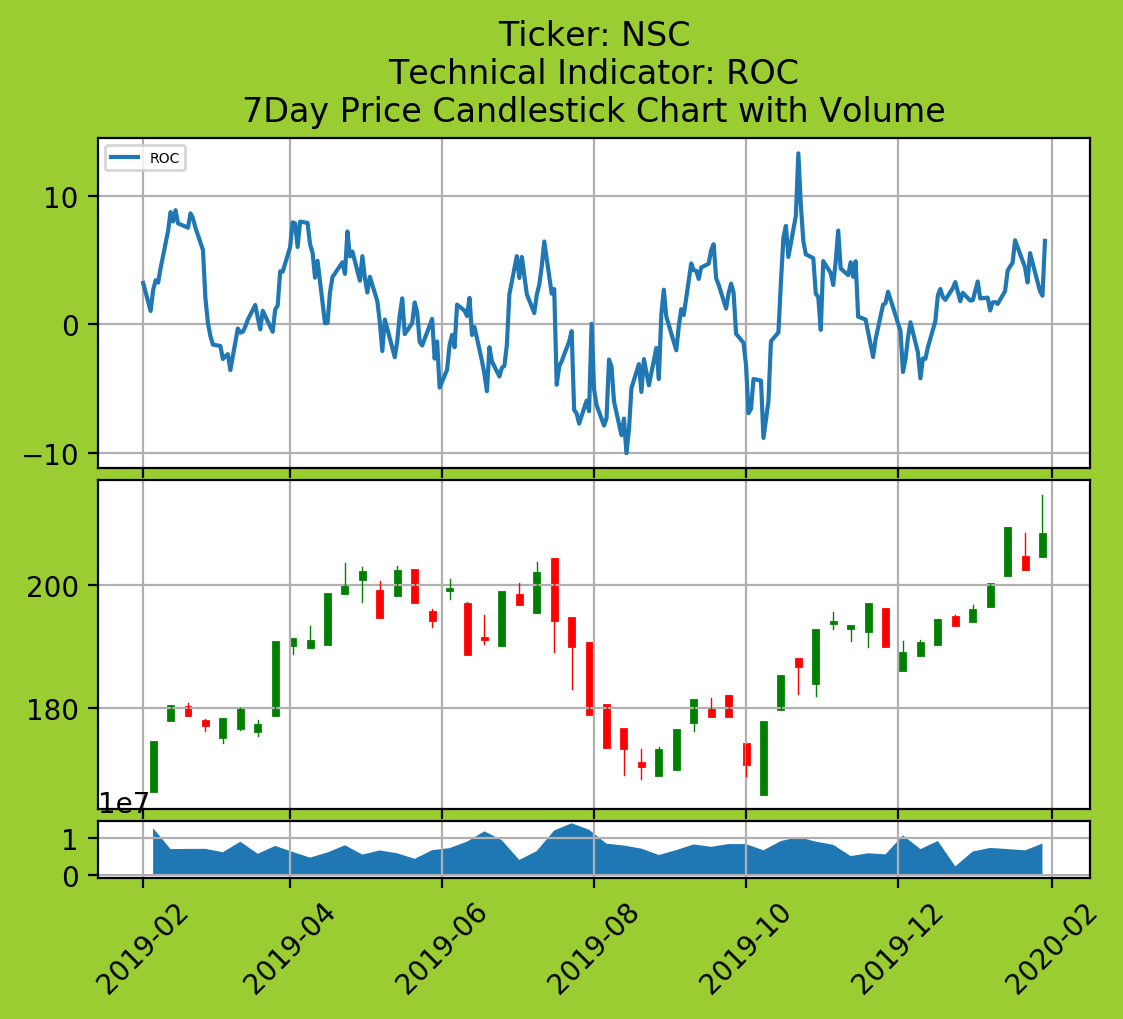 Ticker: NSC
Technical Indicator: ROC
7Day Price Candlestick Chart with Volume
ROC
10
0
−10
200
180
1e7
1
0
2019-02
2019-04
2019-06
2019-08
2019-10
2019-12
2020-02